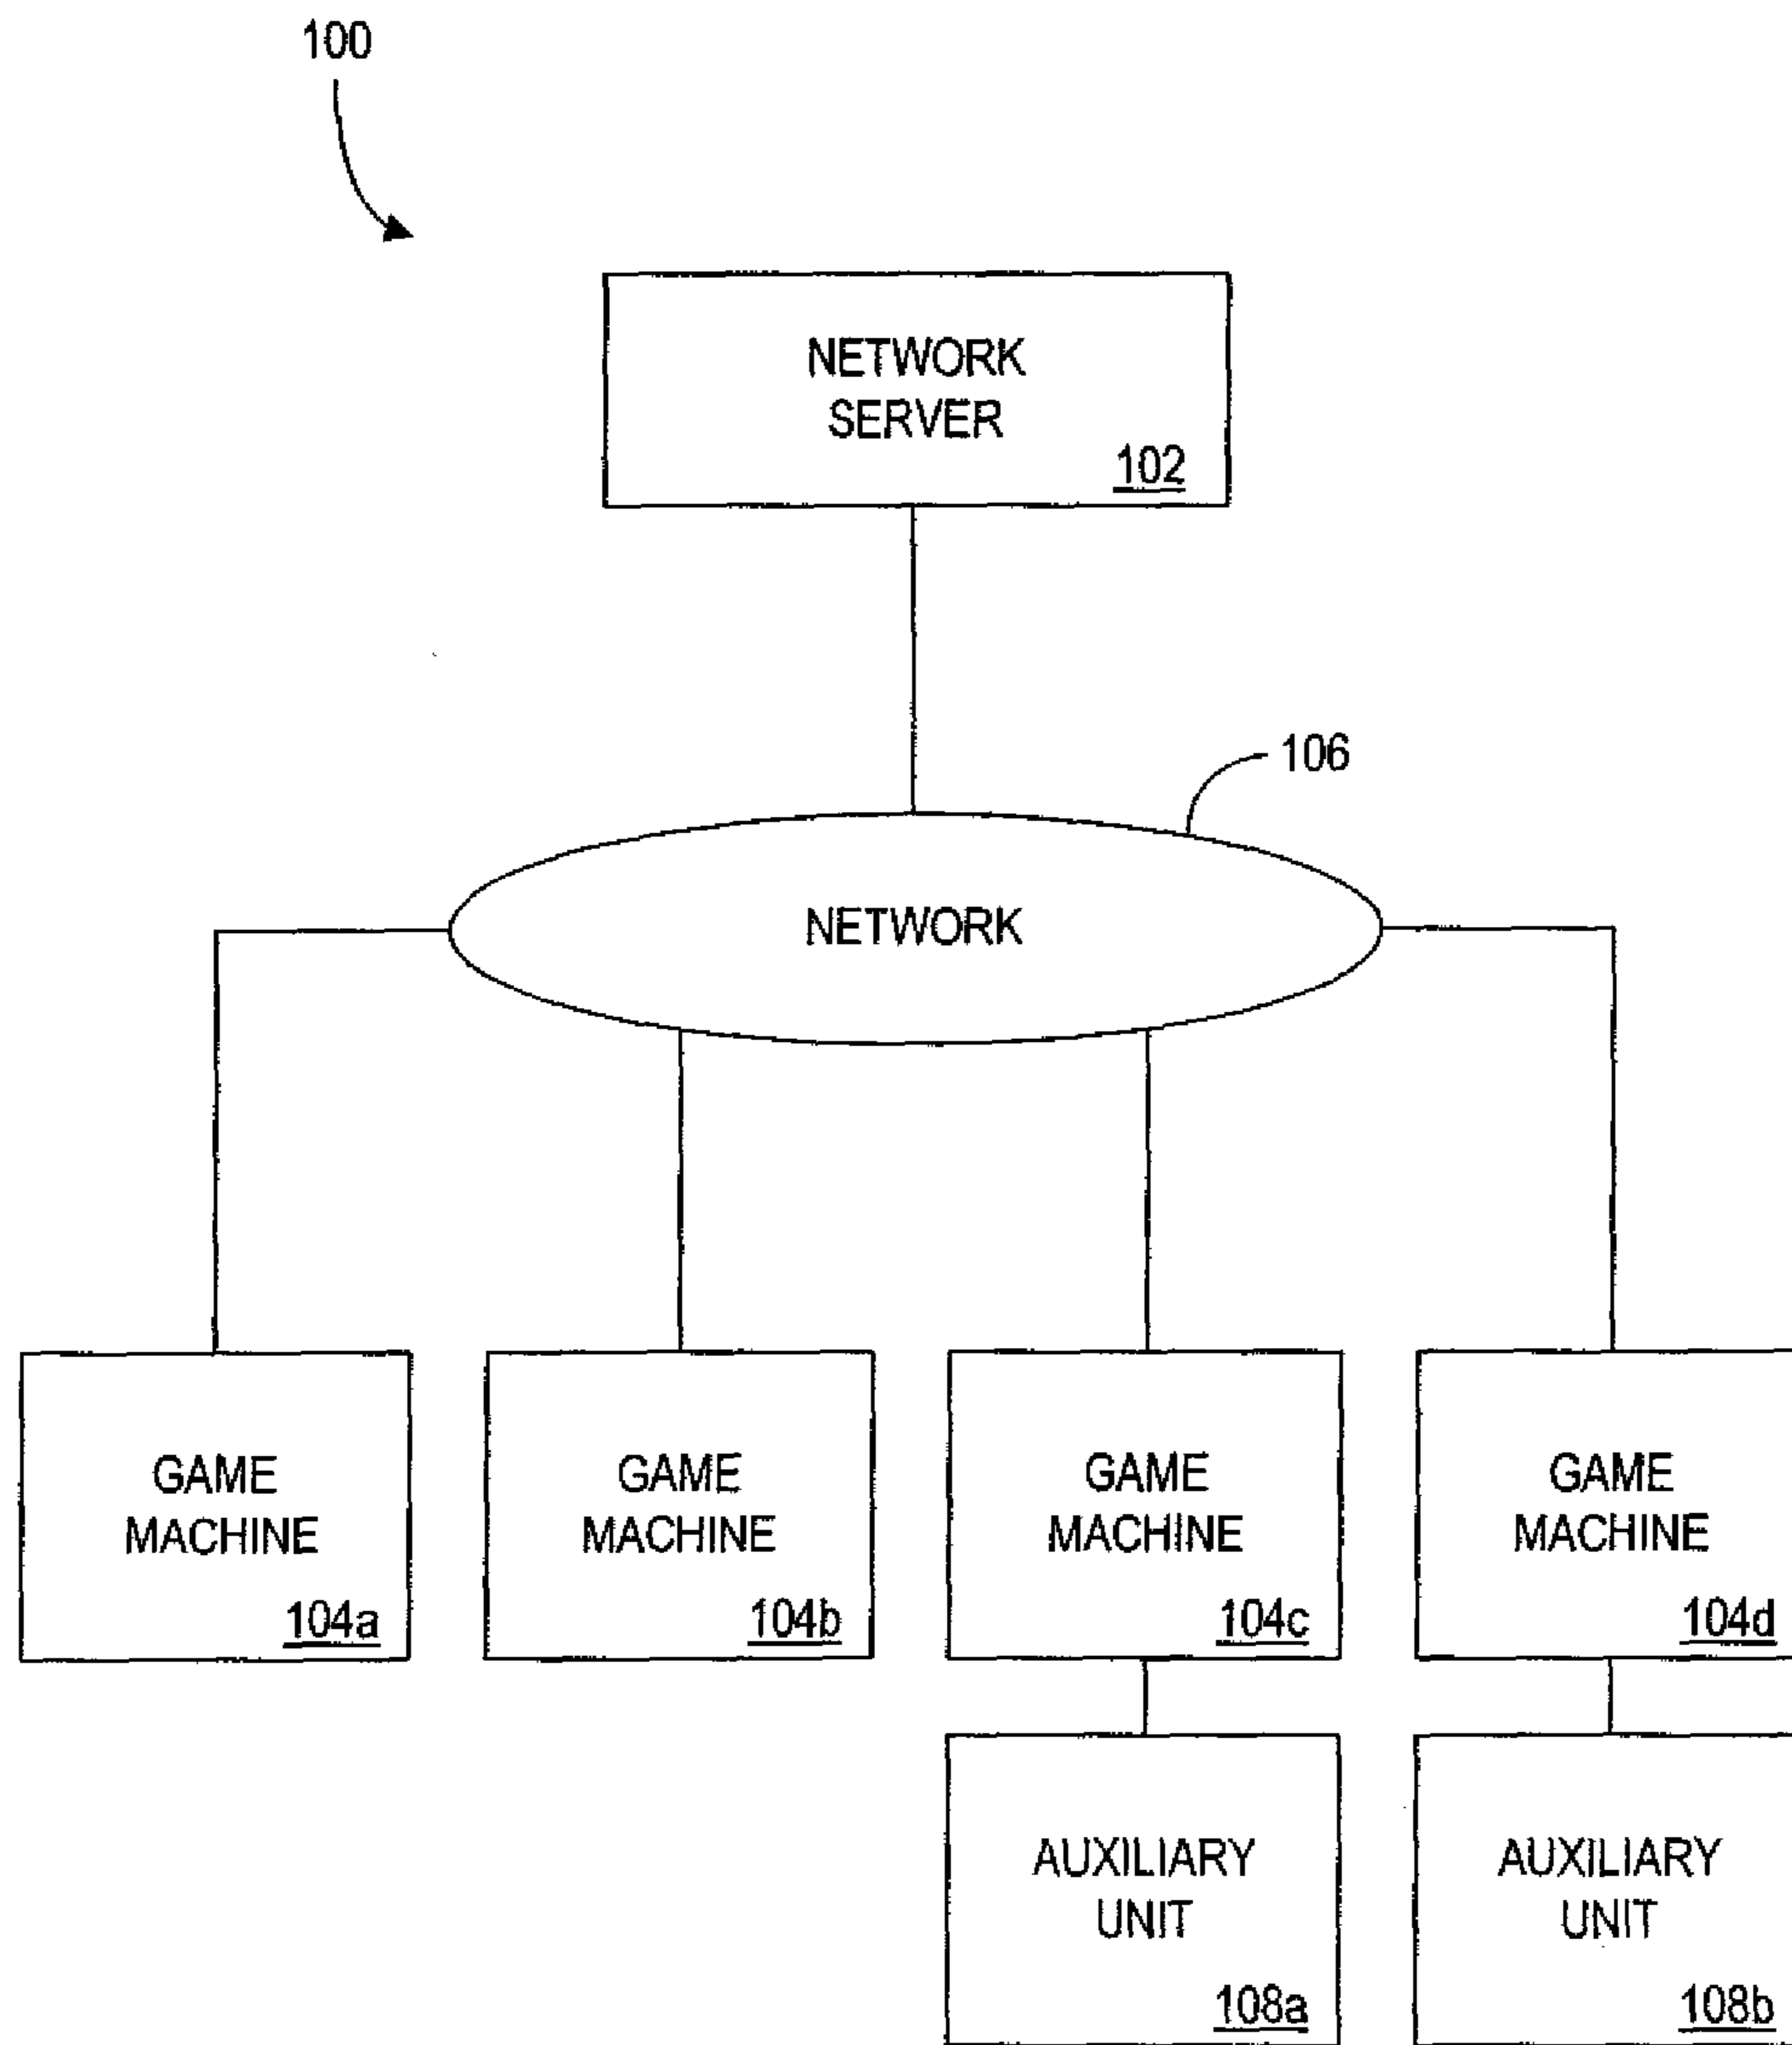 100
NETWORK
SERVER
102
106
NETWORK
GAME
MACHINE
104a
GAME
MACHINE
104b
GAME
MACHINE
104c
GAME
MACHINE
104d
AUXILIARY
UNIT
108a
AUXILIARY
UNIT
108b